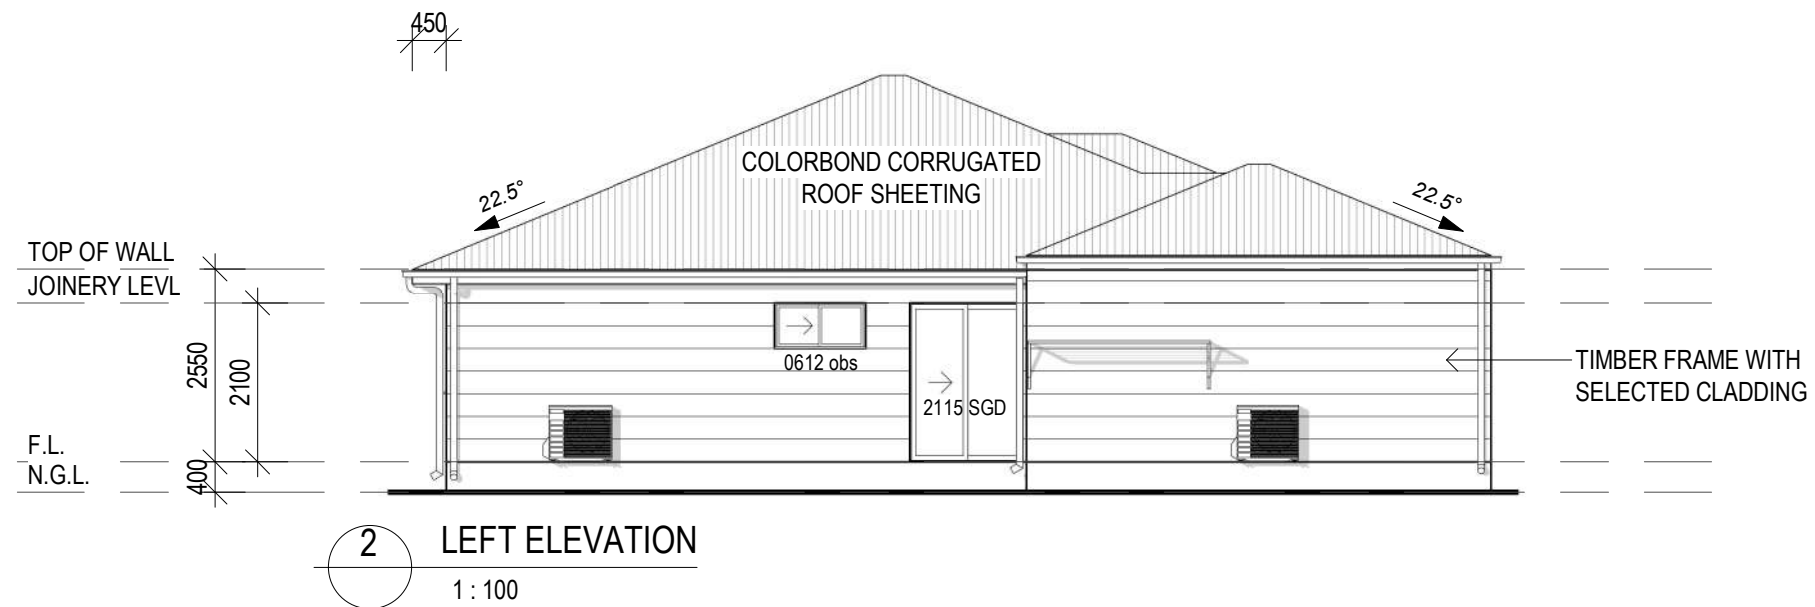 450
COLORBOND CORRUGATED
ROOF SHEETING
22.5°
22.5°
TOP OF WALL
JOINERY LEVL
2550
2100
0612 obs
2115 SGD
TIMBER FRAME WITH
SELECTED CLADDING
F.L.
N.G.L.
400
2 LEFT ELEVATION
1 : 100